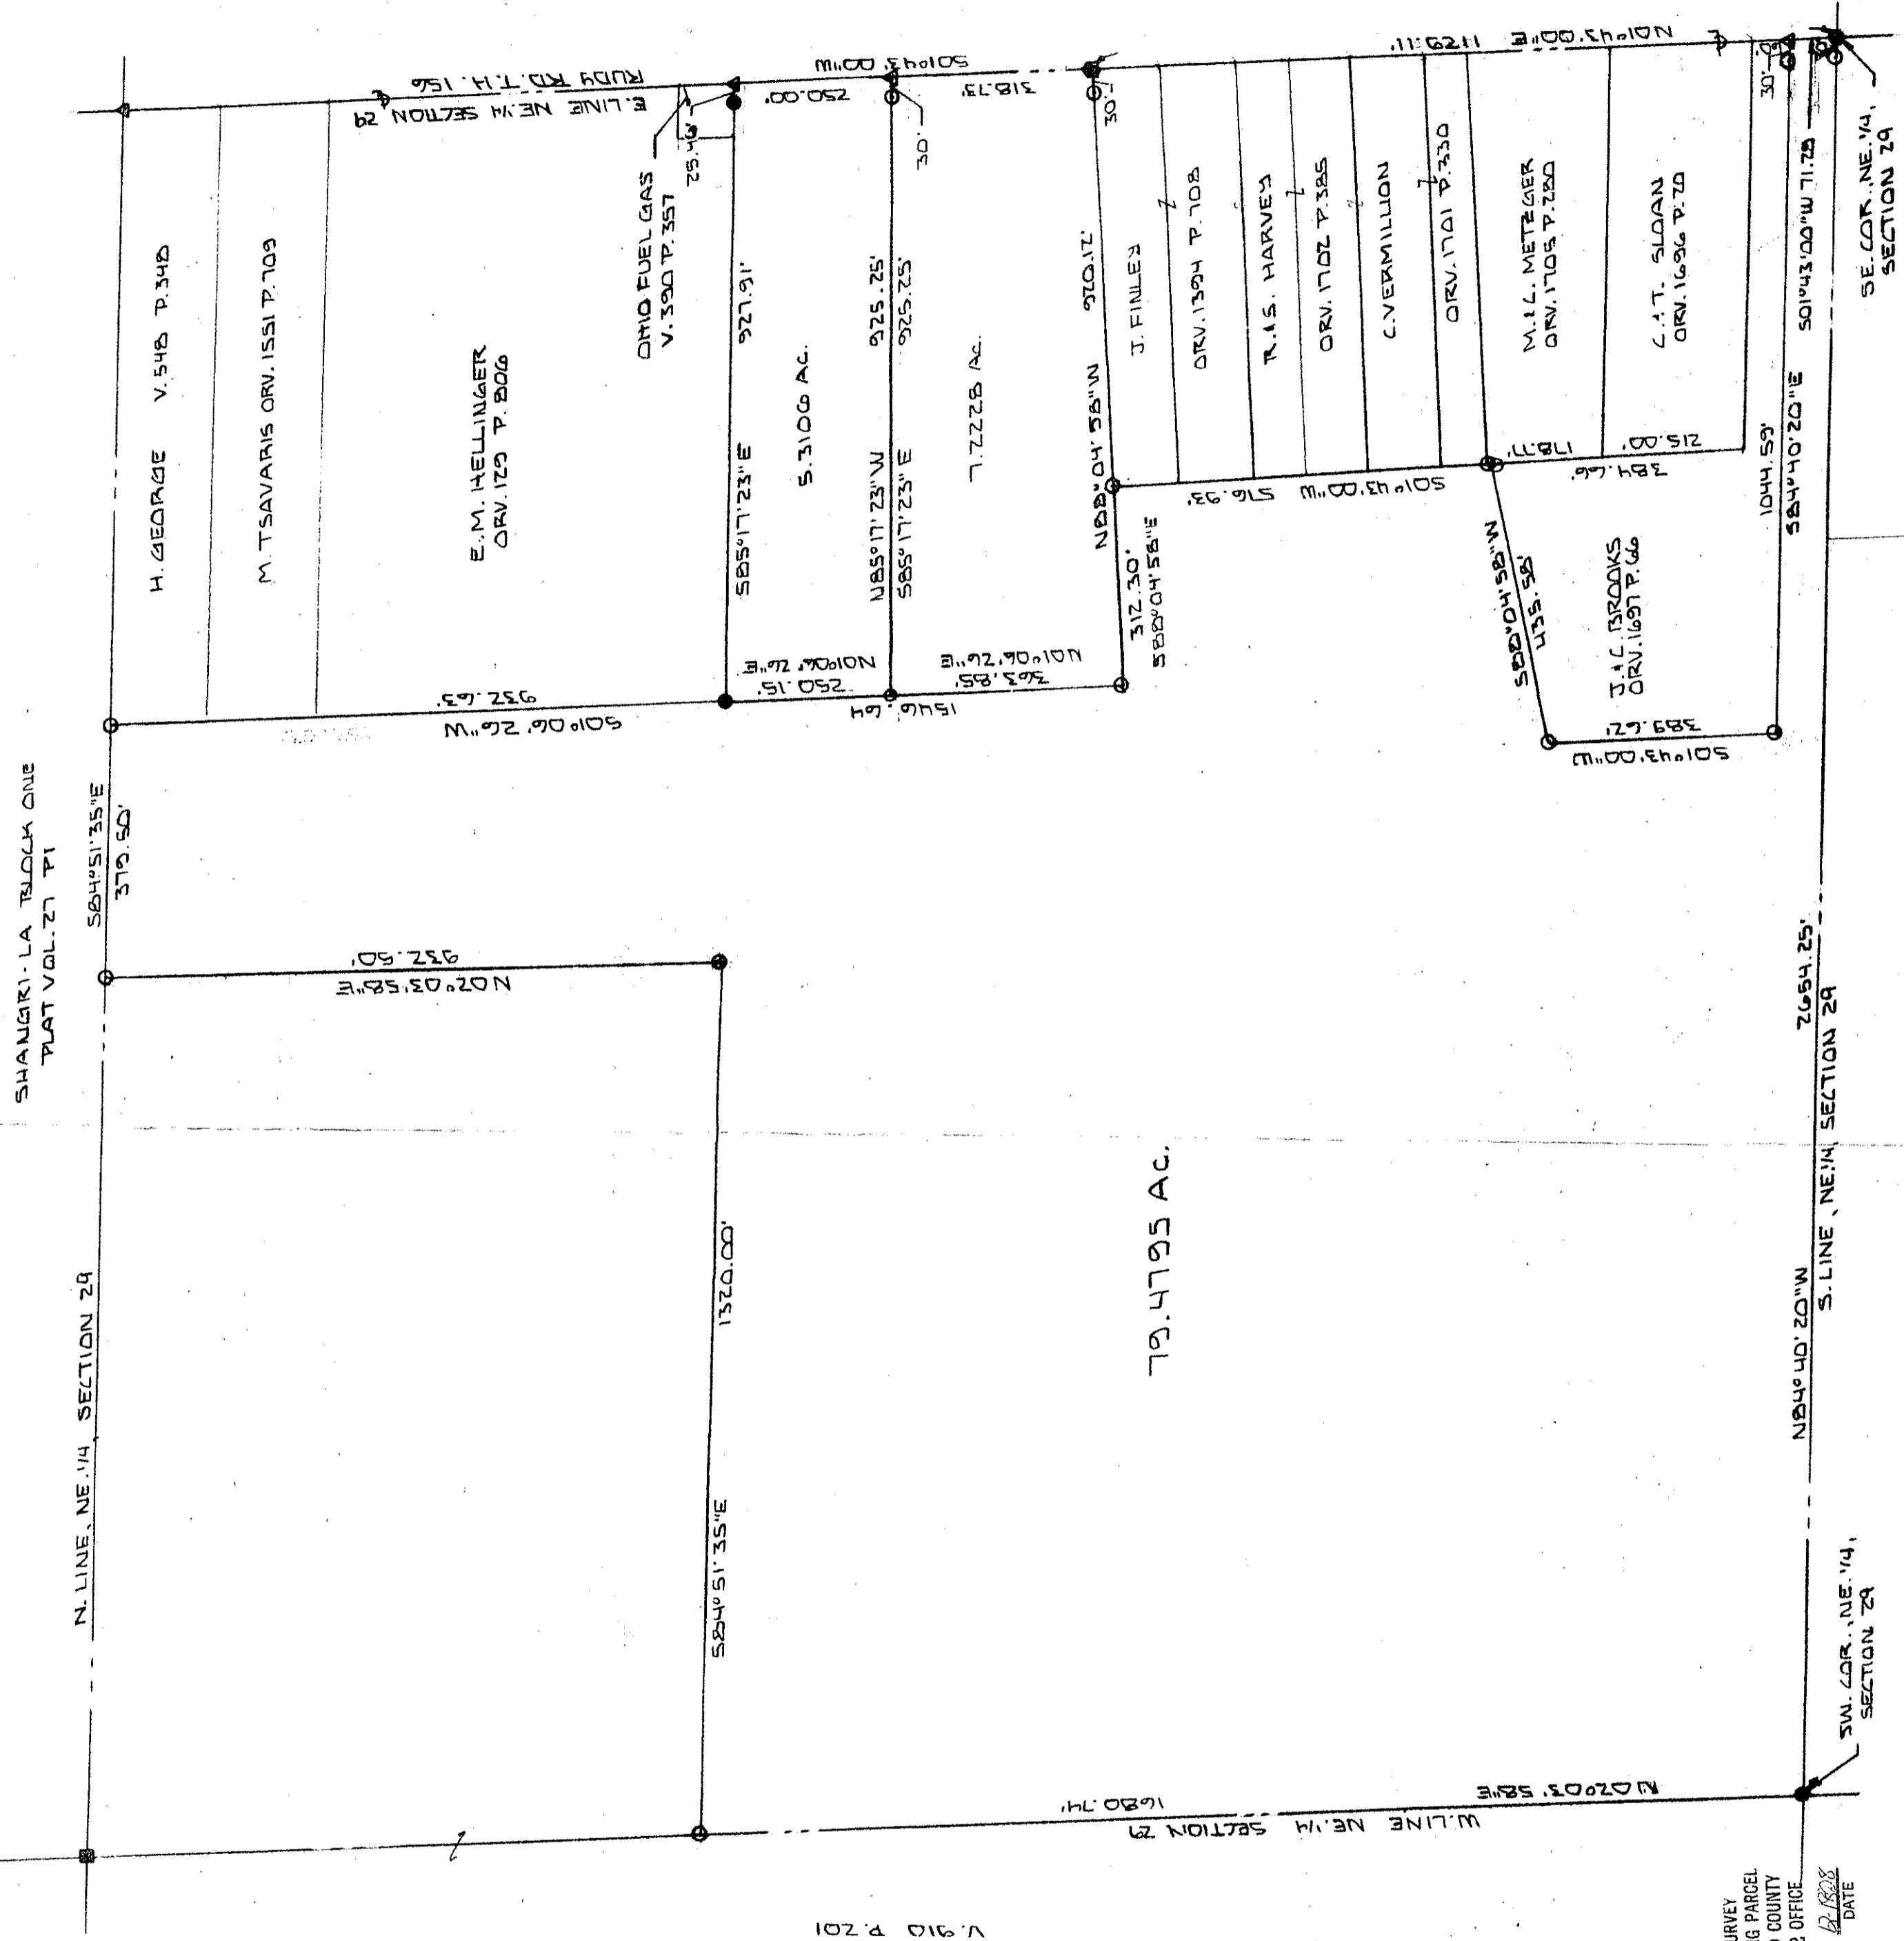 SHANGRI-LA BLOCK ONE
PLAT VOL. 27 P1
N. LINE, NE. 1/4, SECTION 29
S84°51'35"E
379.50'
H. GEORGE V. 548 P. 348
M. TSAVARIS ORV. 1551 P. 709
E.M. HELLINGER
ORV. 129 P. 806
OHIO FUEL GAS
V. 390 P. 357
25.46'
RUDY RD. T.H. 156
E. LINE NE 1/4 SECTION 29
S01°43'00"W
250.00'
318.73'
N01°43'00"E 1129.11'
932.63'
S01°06'26"W
N02°03'58"E
932.50'
S85°17'23"E 927.91'
5.3106 AC.
N85°17'23"W 925.25'
S85°17'23"E 925.25'
30'
7.2228 AC.
N01°06'26"E
250.15'
N01°06'26"E
363.85'
1546.64
N88°04'58"W 920.12'
30'
312.30'
S88°04'58"E
J. FINLEY
ORV. 1394 P. 708
R.&S. HARVEY
ORV. 1702 P. 385
C. VERMILLION
ORV. 1701 P. 330
M.&C. METZGER
ORV. 1705 P. 280
C.&T. SLOAN
ORV. 1696 P. 70
S01°43'00"W 516.93'
178.77'
215.00'
384.66'
S88°04'58"W
435.58'
J.&C. BROOKS
ORV. 1697 P. 66
389.62'
S01°43'00"W
1044.59'
S84°40'20"E
30'
S01°43'00"W 71.28
SE. COR. NE. 1/4,
SECTION 29
S84°51'35"E 1320.00'
79.4795 AC.
N84°40'20"W 2654.25'
S. LINE, NE. 1/4, SECTION 29
1680.74'
N02°03'58"E
W. LINE NE. 1/4 SECTION 29
SW. COR., NE. 1/4,
SECTION 29
V. 910 P. 201
URVEY
G PARCEL
COUNTY
OFFICE
DATE